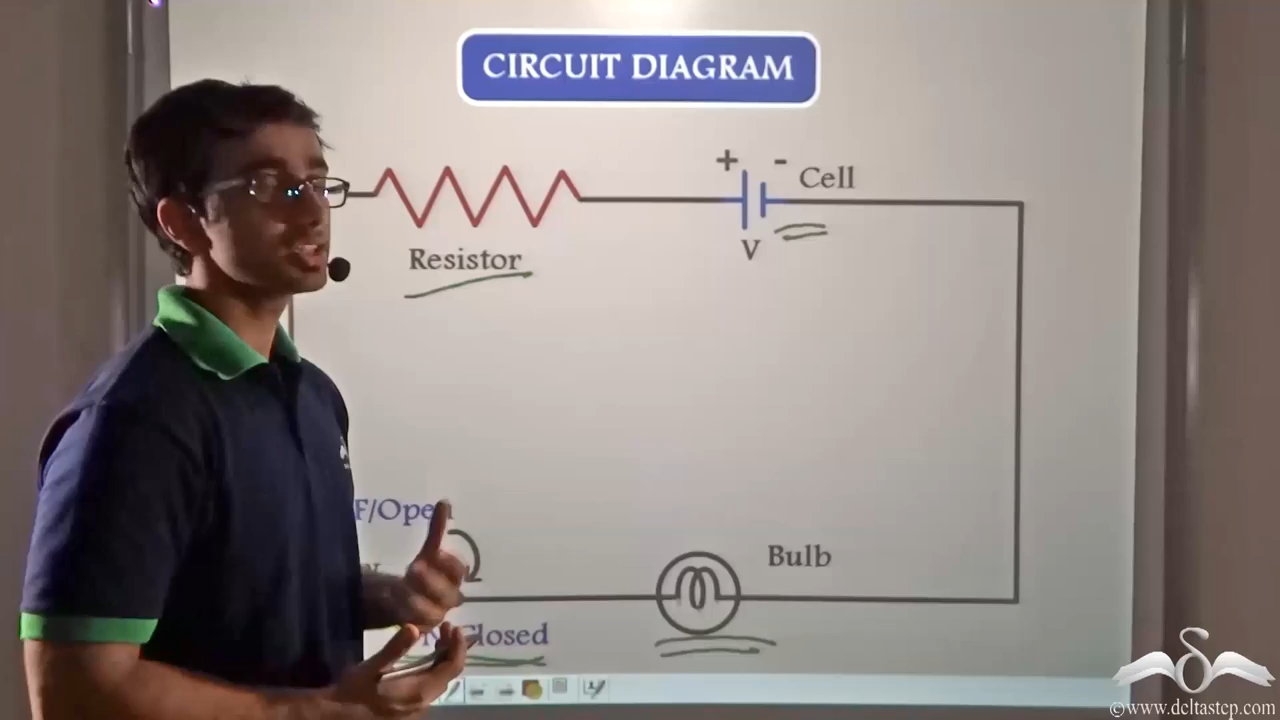 CIRCUIT DIAGRAM
+ - Cell
Resistor
V
F/Open
Bulb
N/Closed
©www.deltastep.com